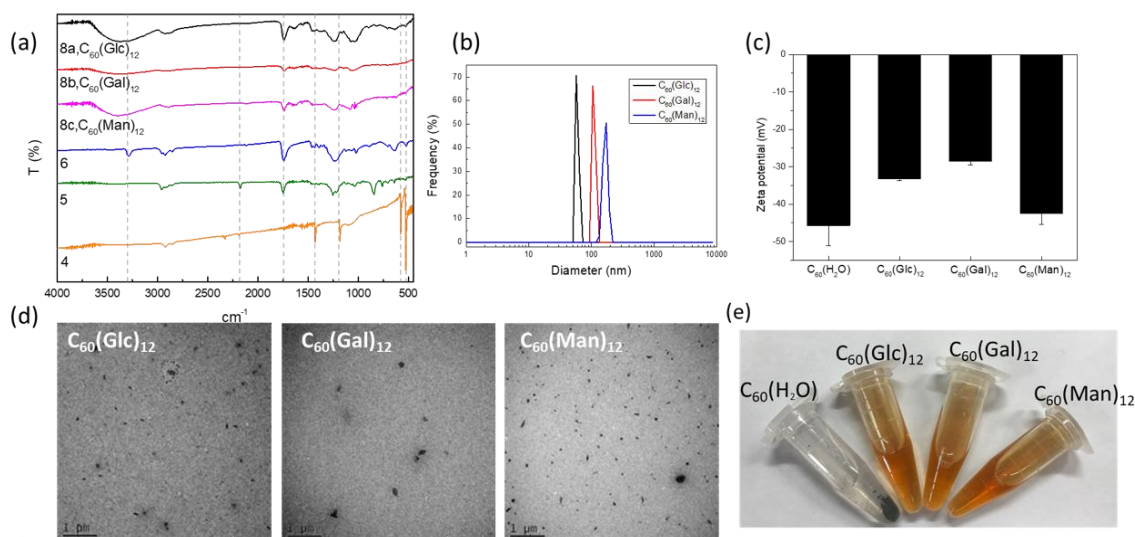 (a)
8a,C₆₀(Glc)₁₂
8b,C₆₀(Gal)₁₂
8c,C₆₀(Man)₁₂
6
5
4
T (%)
4000 3500 3000 2500 2000 1500 1000 500
cm⁻¹
(b)
C₆₀(Glc)₁₂
C₆₀(Gal)₁₂
C₆₀(Man)₁₂
Frequency (%)
70
60
50
40
30
20
10
0
1 10 100 1000 10000
Diameter (nm)
(c)
Zeta potential (mV)
0
-10
-20
-30
-40
-50
C₆₀(H₂O) C₆₀(Glc)₁₂ C₆₀(Gal)₁₂ C₆₀(Man)₁₂
(d)
C₆₀(Glc)₁₂
1 μm
C₆₀(Gal)₁₂
1 μm
C₆₀(Man)₁₂
1 μm
(e)
C₆₀(H₂O)
C₆₀(Glc)₁₂
C₆₀(Gal)₁₂
C₆₀(Man)₁₂